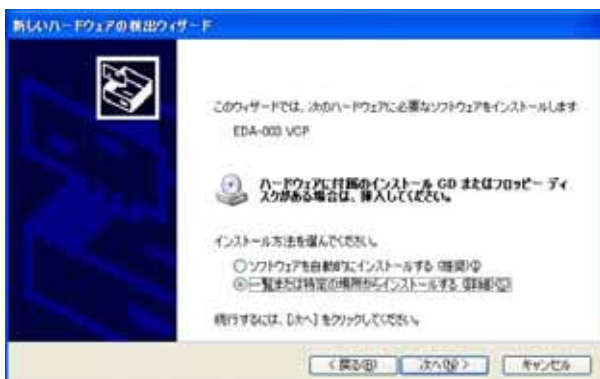 新しいハードウェアの検出ウィザード
このウィザードでは、次のハードウェアに必要なソフトウェアをインストールします
EDA-003 VCP
ハードウェアに付属のインストール CD またはフロッピー ディ
スクがある場合は、挿入してください。
インストール方法を選んでください。
ソフトウェアを自動的にインストールする (推奨)(I)
一覧または特定の場所からインストールする (詳細)(S)
続行するには、[次へ] をクリックしてください。
< 戻る(B)
次へ(N) >
キャンセル